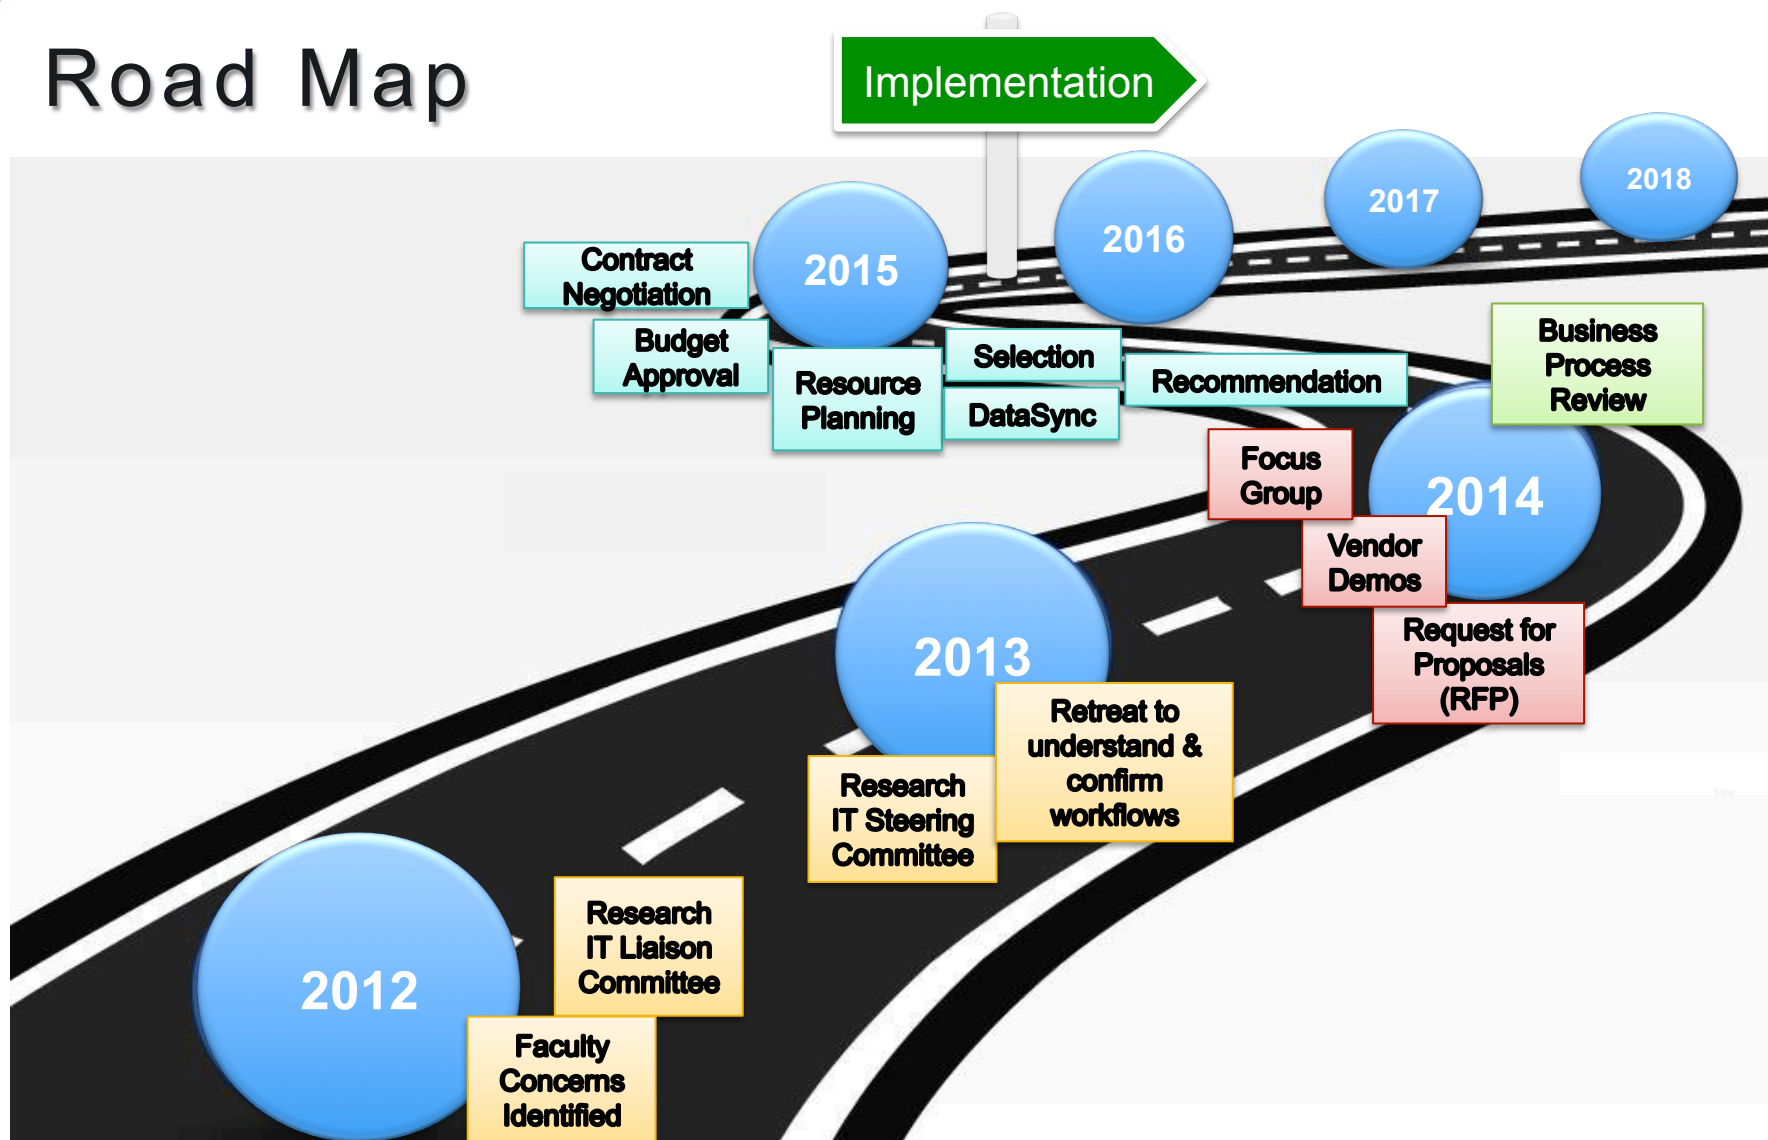 Road Map
Implementation
2018
2017
2016
2015
Contract
Negotiation
Budget
Approval
Resource
Planning
Selection
DataSync
Recommendation
Business
Process
Review
2014
Focus
Group
Vendor
Demos
Request for
Proposals
(RFP)
2013
Retreat to
understand &
confirm
workflows
Research
IT Steering
Committee
2012
Research
IT Liaison
Committee
Faculty
Concerns
Identified